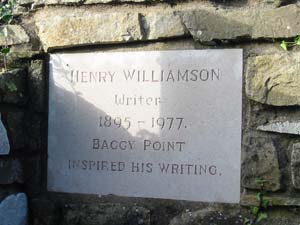 HENRY WILLIAMSON
Writer
1895 - 1977.
BAGGY POINT
INSPIRED HIS WRITING.